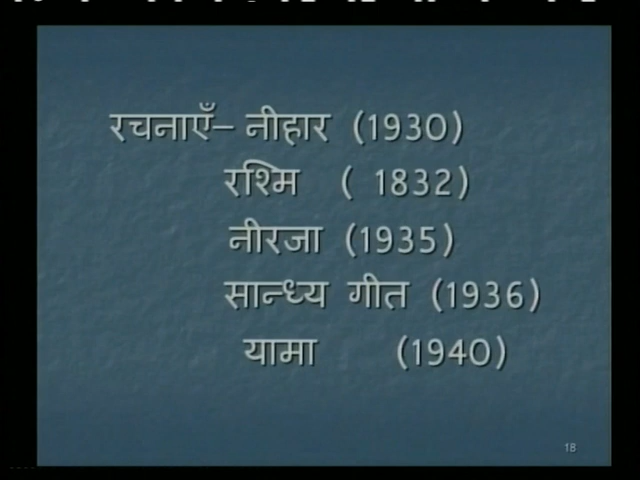 रचनाएँ– नीहार (1930)
रश्मि ( 1832)
नीरजा (1935)
सान्ध्य गीत (1936)
यामा (1940)
18